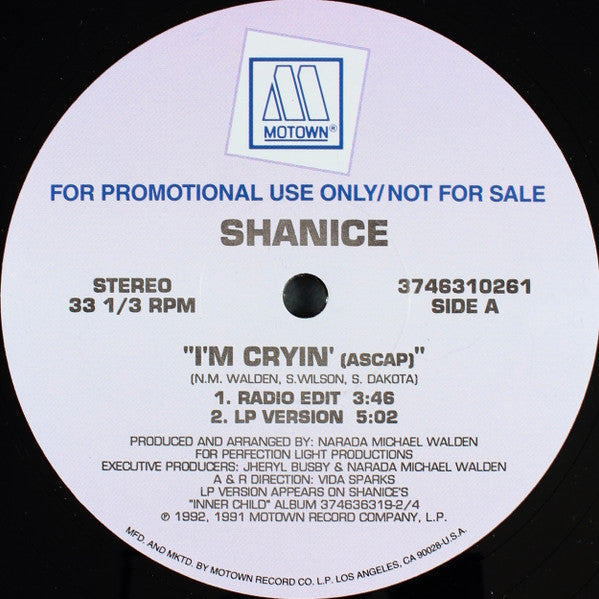 MOTOWN®
FOR PROMOTIONAL USE ONLY/NOT FOR SALE
SHANICE
STEREO
33 1/3 RPM
3746310261
SIDE A
"I'M CRYIN' (ASCAP)"
(N.M. WALDEN, S.WILSON, S. DAKOTA)
1. RADIO EDIT 3:46
2. LP VERSION 5:02
PRODUCED AND ARRANGED BY: NARADA MICHAEL WALDEN
FOR PERFECTION LIGHT PRODUCTIONS
EXECUTIVE PRODUCERS: JHERYL BUSBY & NARADA MICHAEL WALDEN
A & R DIRECTION: VIDA SPARKS
LP VERSION APPEARS ON SHANICE'S
"INNER CHILD" ALBUM 374636319-2/4
℗ 1992, 1991 MOTOWN RECORD COMPANY, L.P.
MFD. AND MKTD. BY MOTOWN RECORD CO. L.P. LOS ANGELES, CA 90028-U.S.A.